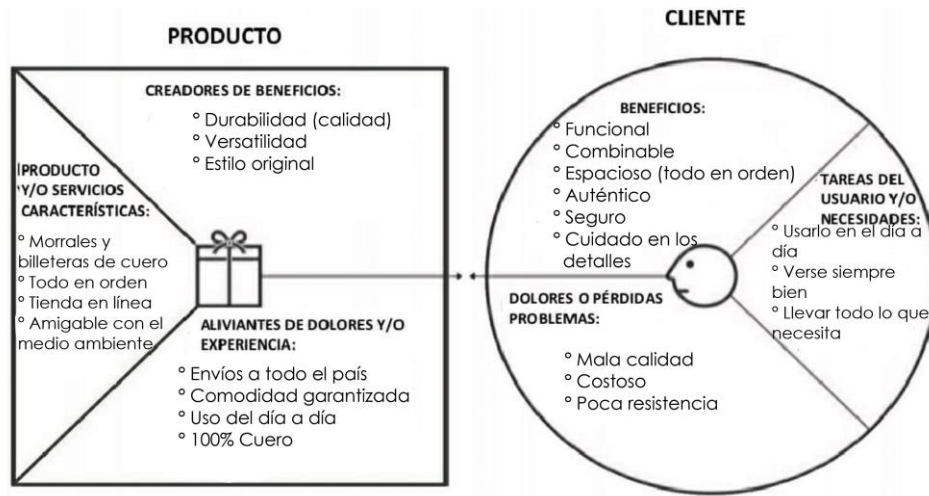 PRODUCTO
CREADORES DE BENEFICIOS:
° Durabilidad (calidad)
° Versatilidad
° Estilo original
PRODUCTO
Y/O SERVICIOS
CARACTERÍSTICAS:
° Morrales y
billeteras de cuero
° Todo en orden
° Tienda en línea
° Amigable con el
medio ambiente
ALIVIANTES DE DOLORES Y/O
EXPERIENCIA:
° Envíos a todo el país
° Comodidad garantizada
° Uso del día a día
° 100% Cuero
CLIENTE
BENEFICIOS:
° Funcional
° Combinable
° Espacioso (todo en orden)
° Auténtico
° Seguro
° Cuidado en los
detalles
TAREAS DEL
USUARIO Y/O
NECESIDADES:
° Usarlo en el día a
día
° Verse siempre
bien
° Llevar todo lo que
necesita
DOLORES O PÉRDIDAS
PROBLEMAS:
° Mala calidad
° Costoso
° Poca resistencia